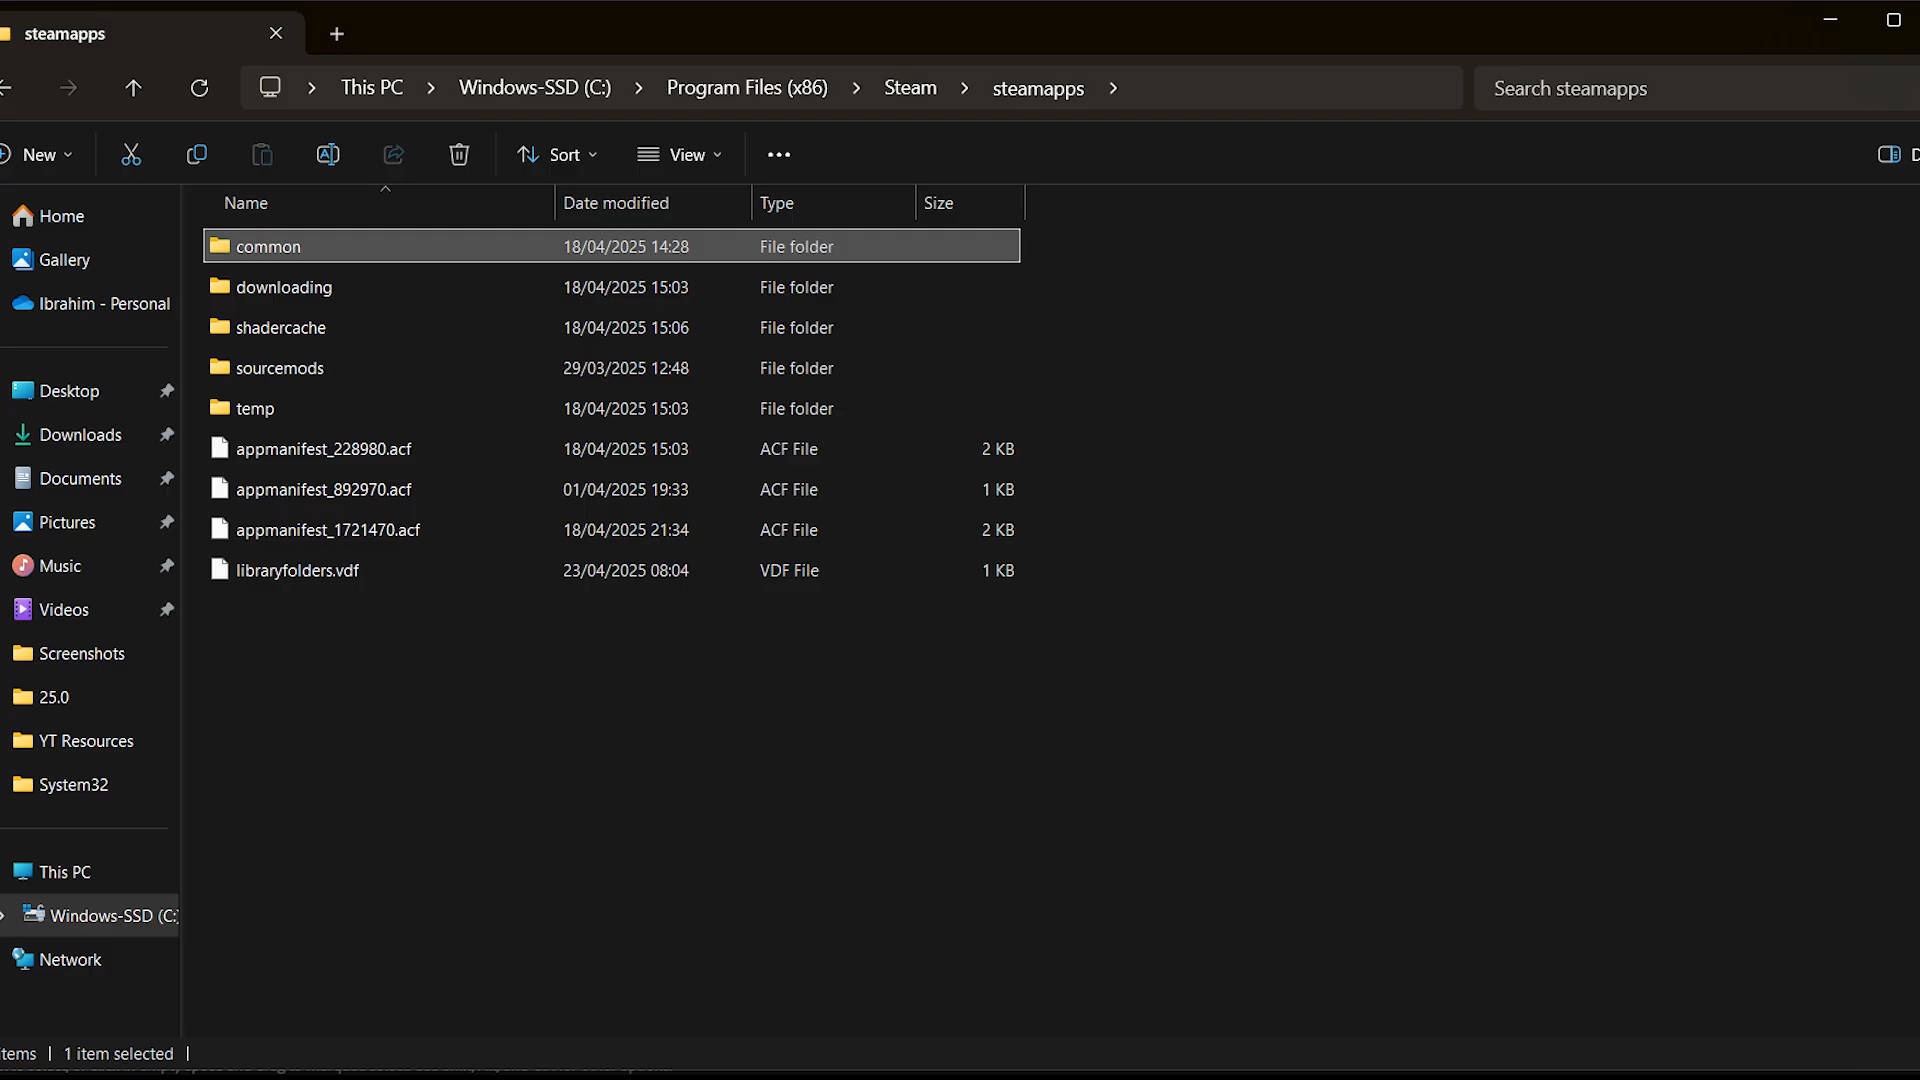 steamapps
This PC > Windows-SSD (C:) > Program Files (x86) > Steam > steamapps >
Search steamapps
New
Sort
View
Name
Date modified
Type
Size
Home
Gallery
Ibrahim - Personal
Desktop
Downloads
Documents
Pictures
Music
Videos
Screenshots
25.0
YT Resources
System32
This PC
Windows-SSD (C:)
Network
common 18/04/2025 14:28 File folder
downloading 18/04/2025 15:03 File folder
shadercache 18/04/2025 15:06 File folder
sourcemods 29/03/2025 12:48 File folder
temp 18/04/2025 15:03 File folder
appmanifest_228980.acf 18/04/2025 15:03 ACF File 2 KB
appmanifest_892970.acf 01/04/2025 19:33 ACF File 1 KB
appmanifest_1721470.acf 18/04/2025 21:34 ACF File 2 KB
libraryfolders.vdf 23/04/2025 08:04 VDF File 1 KB
items | 1 item selected |